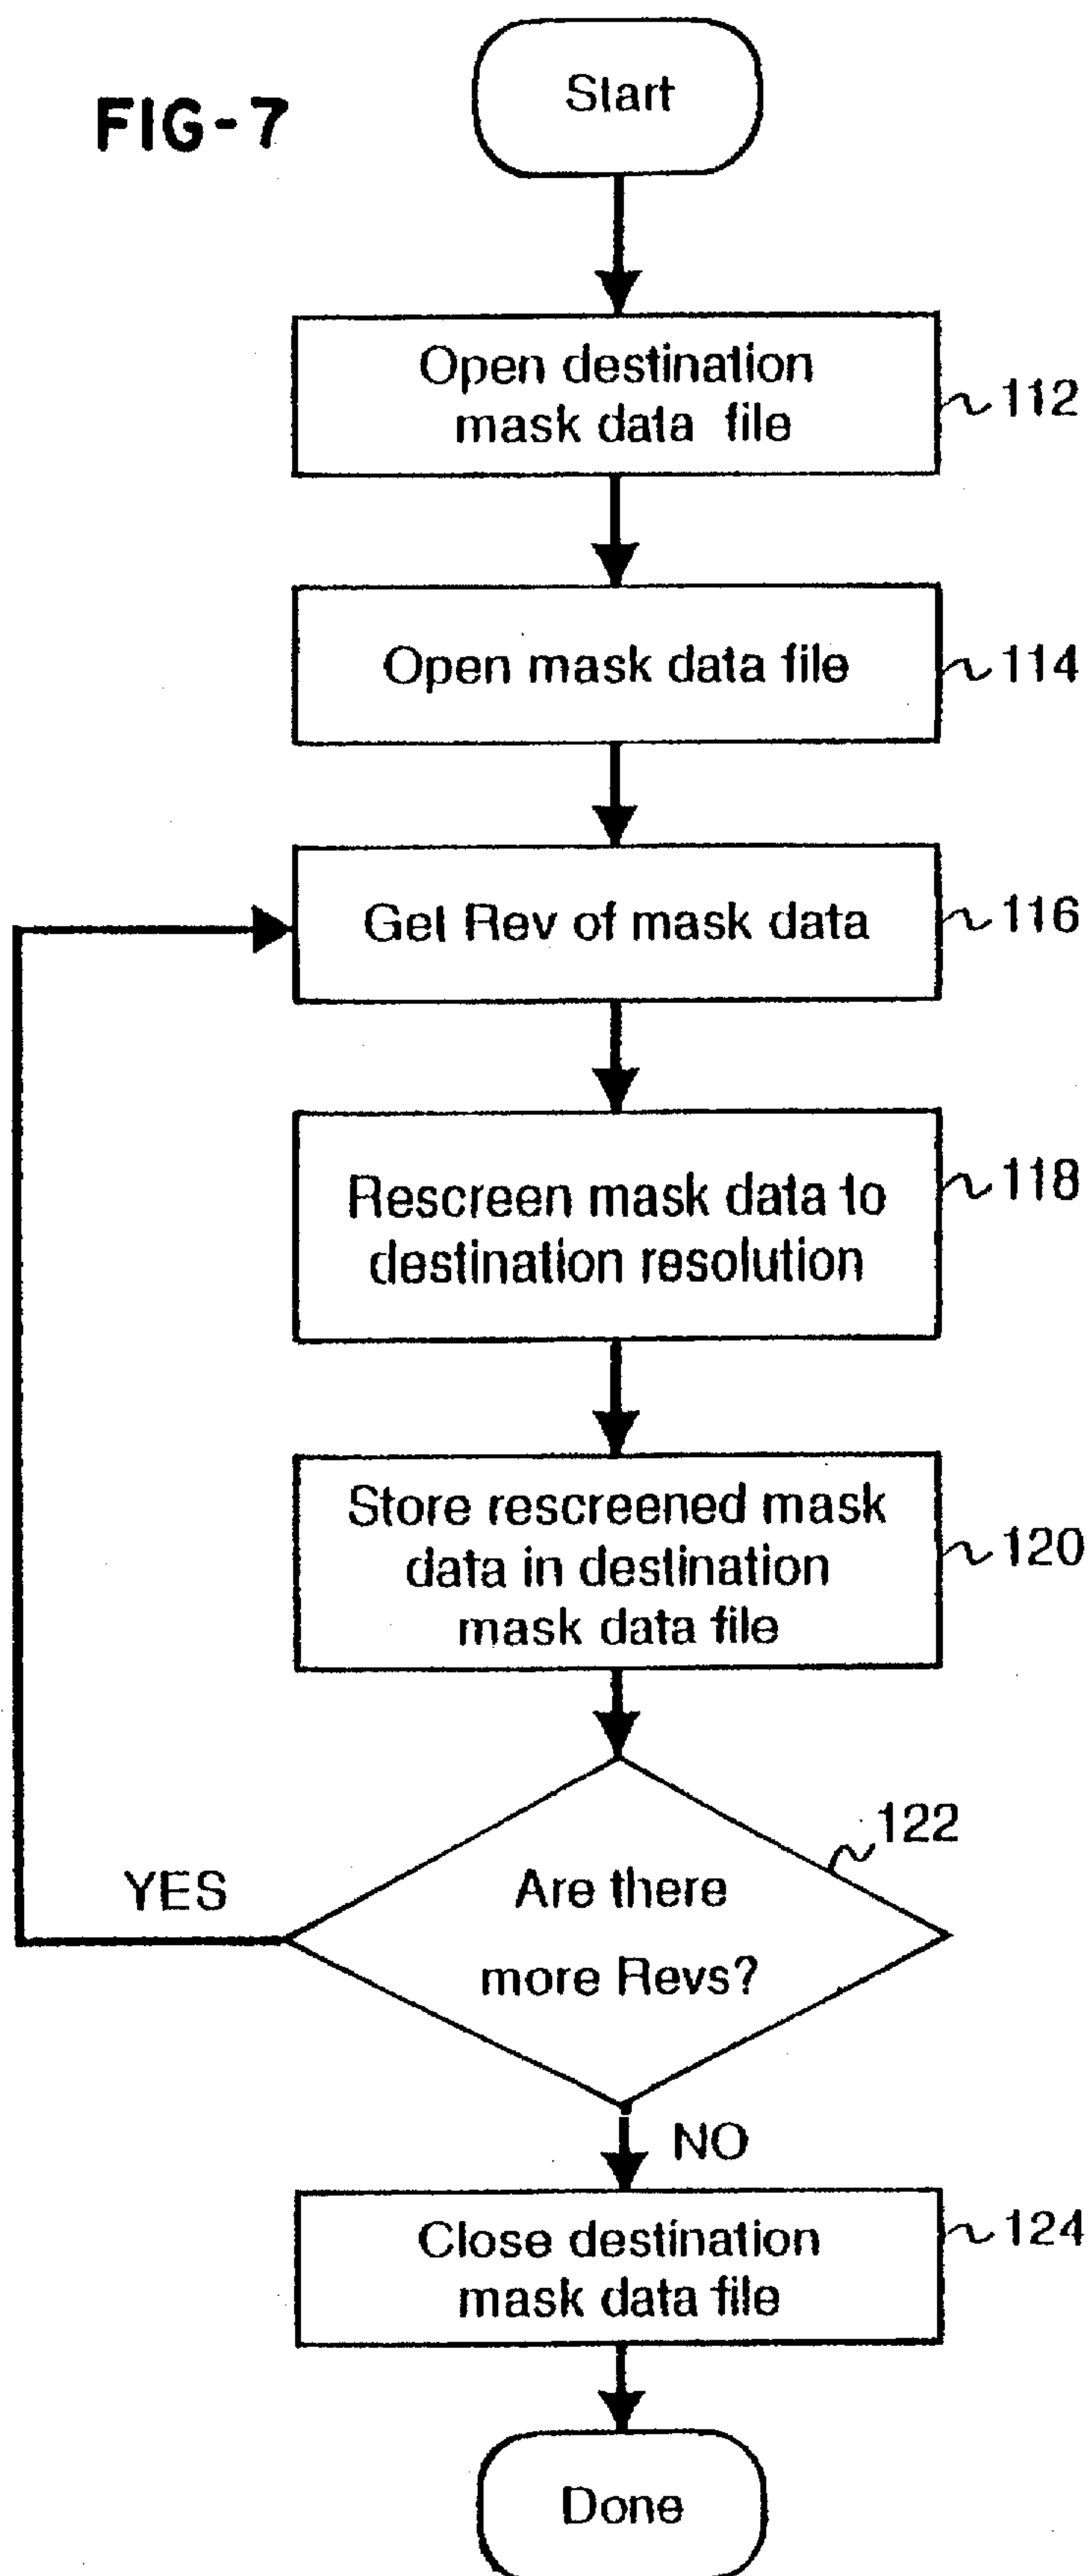 FIG-7
Start
Open destination
mask data file
112
Open mask data file
114
Get Rev of mask data
116
Rescreen mask data to
destination resolution
118
Store rescreened mask
data in destination
mask data file
120
122
Are there
more Revs?
YES
NO
Close destination
mask data file
124
Done